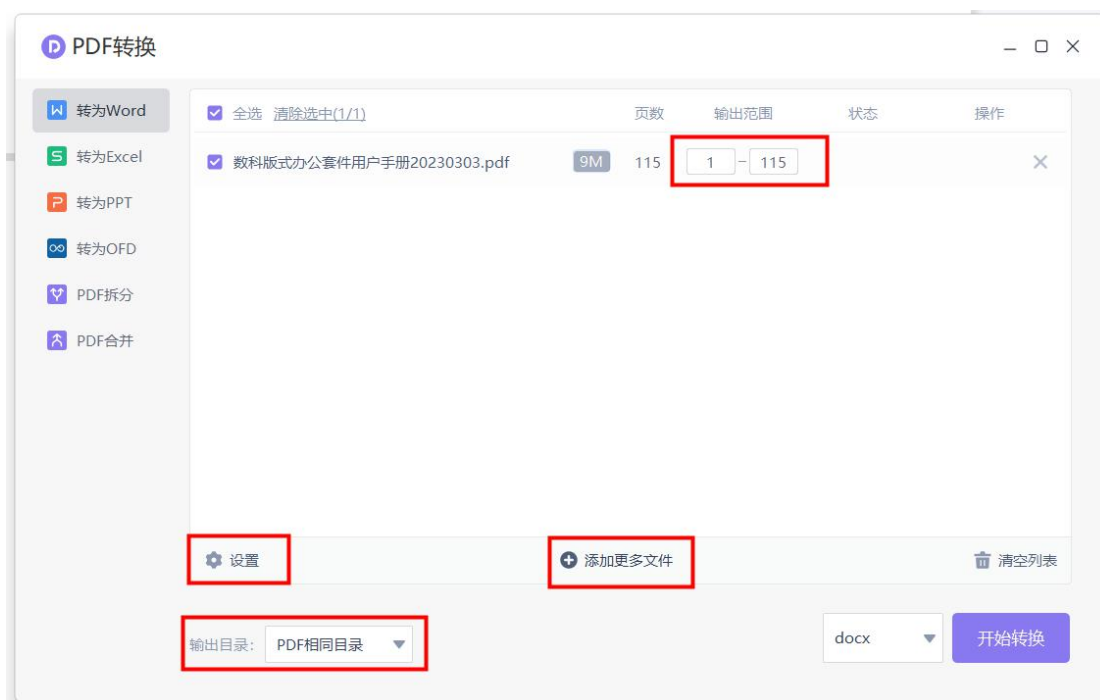 PDF转换
转为Word
转为Excel
转为PPT
转为OFD
PDF拆分
PDF合并
全选 清除选中(1/1) 页数 输出范围 状态 操作
数科版式办公套件用户手册20230303.pdf 9M 115 1 - 115
设置 添加更多文件 清空列表
输出目录: PDF相同目录 docx 开始转换